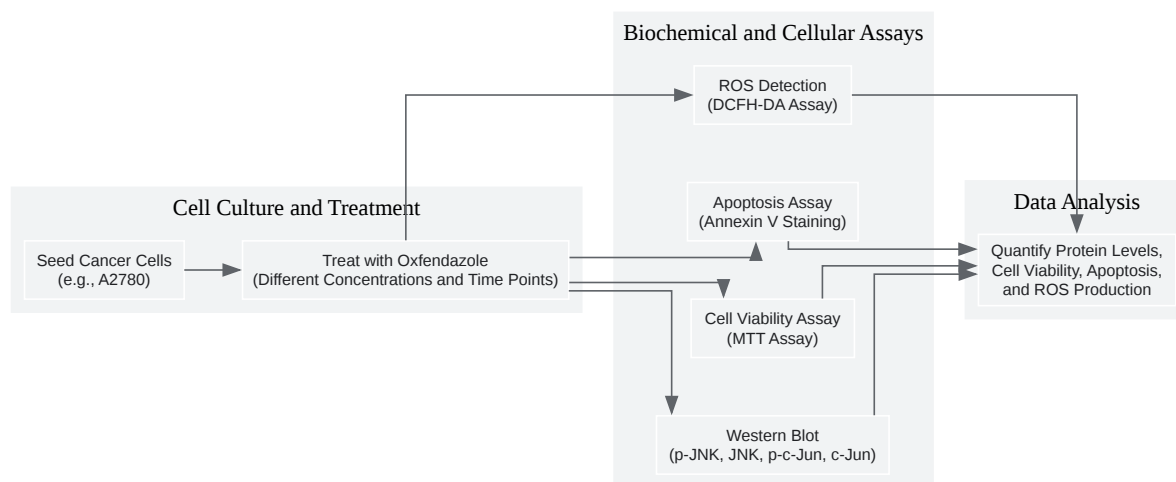 Biochemical and Cellular Assays
ROS Detection
(DCFH-DA Assay)
Cell Culture and Treatment
Seed Cancer Cells
(e.g., A2780)
Treat with Oxfendazole
(Different Concentrations and Time Points)
Apoptosis Assay
(Annexin V Staining)
Cell Viability Assay
(MTT Assay)
Western Blot
(p-JNK, JNK, p-c-Jun, c-Jun)
Data Analysis
Quantify Protein Levels,
Cell Viability, Apoptosis,
and ROS Production